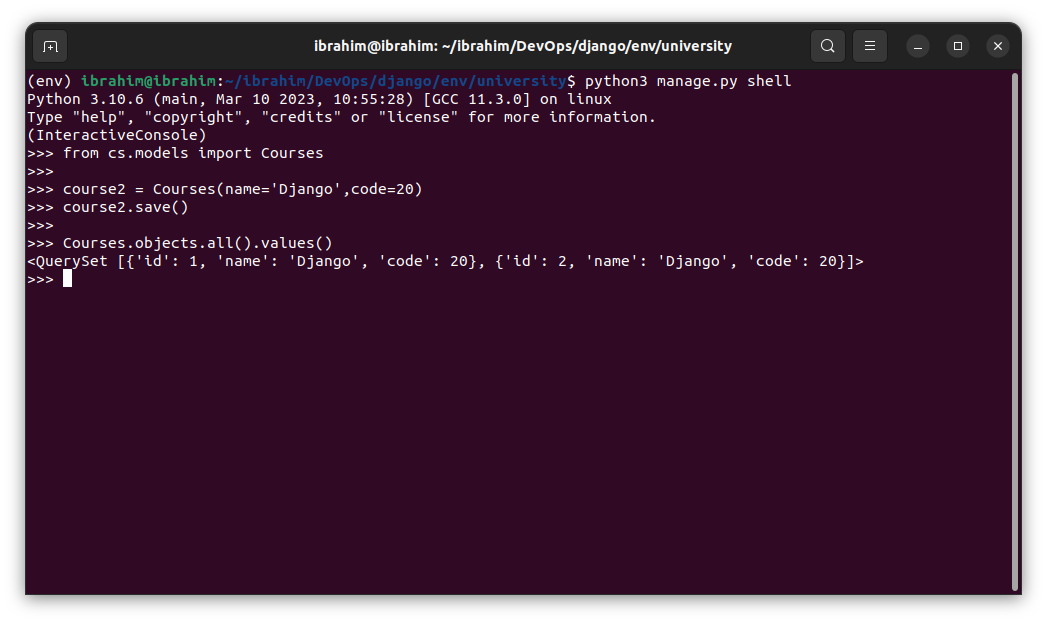 ibrahim@ibrahim: ~/ibrahim/DevOps/django/env/university
(env) ibrahim@ibrahim:~/ibrahim/DevOps/django/env/university$ python3 manage.py shell
Python 3.10.6 (main, Mar 10 2023, 10:55:28) [GCC 11.3.0] on linux
Type "help", "copyright", "credits" or "license" for more information.
(InteractiveConsole)
>>> from cs.models import Courses
>>>
>>> course2 = Courses(name='Django',code=20)
>>> course2.save()
>>>
>>> Courses.objects.all().values()
<QuerySet [{'id': 1, 'name': 'Django', 'code': 20}, {'id': 2, 'name': 'Django', 'code': 20}]>
>>>